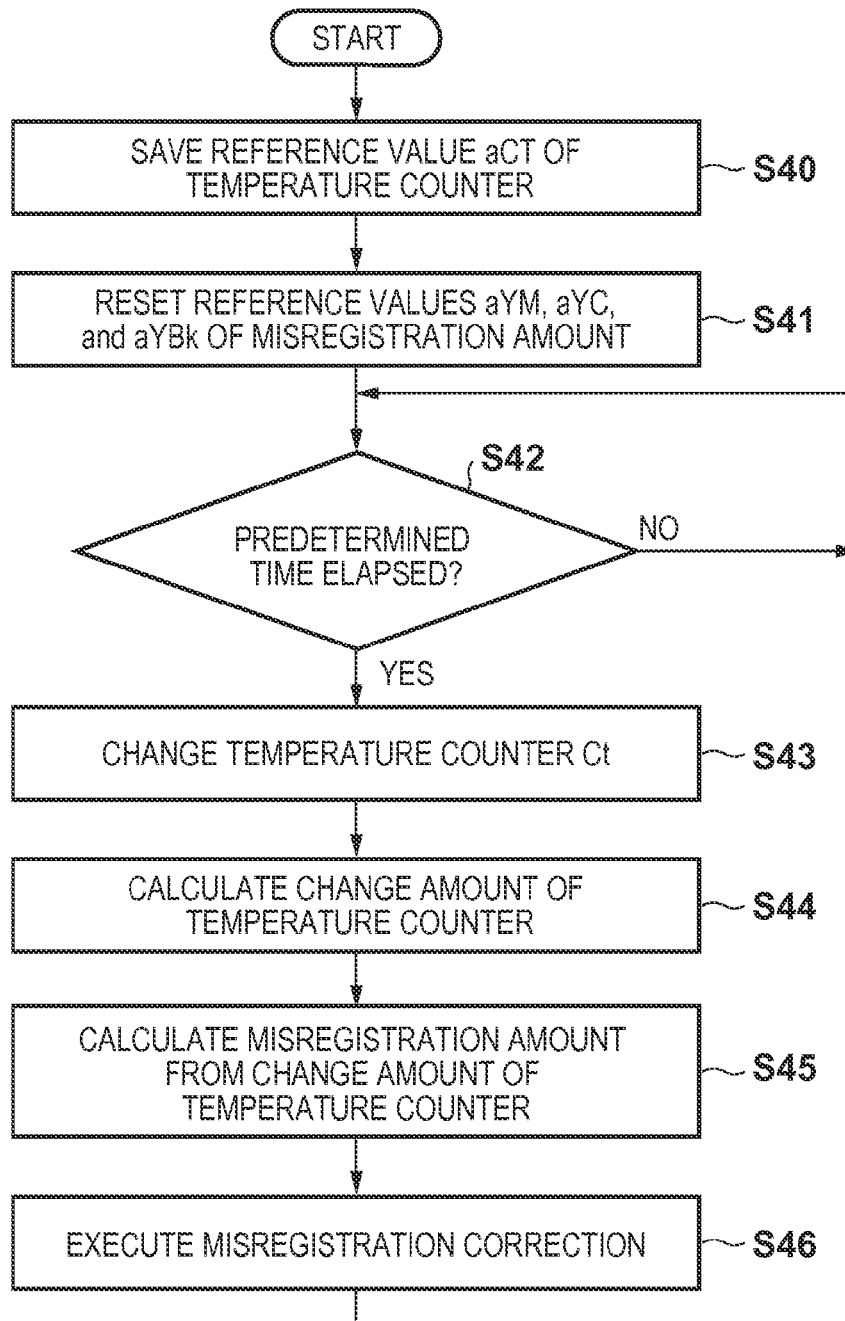 START
SAVE REFERENCE VALUE aCT OF
TEMPERATURE COUNTER
S40
RESET REFERENCE VALUES aYM, aYC,
and aYBk OF MISREGISTRATION AMOUNT
S41
S42
PREDETERMINED
TIME ELAPSED?
NO
YES
CHANGE TEMPERATURE COUNTER Ct
S43
CALCULATE CHANGE AMOUNT OF
TEMPERATURE COUNTER
S44
CALCULATE MISREGISTRATION AMOUNT
FROM CHANGE AMOUNT OF
TEMPERATURE COUNTER
S45
EXECUTE MISREGISTRATION CORRECTION
S46